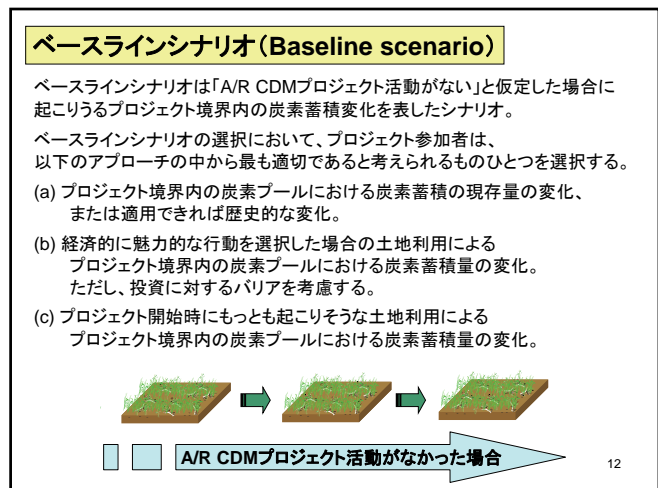 ベースラインシナリオ（Baseline scenario）
ベースラインシナリオは「A/R CDMプロジェクト活動がない」と仮定した場合に
起こりうるプロジェクト境界内の炭素蓄積変化を表したシナリオ。
ベースラインシナリオの選択において、プロジェクト参加者は、
以下のアプローチの中から最も適切であると考えられるものひとつを選択する。
(a) プロジェクト境界内の炭素プールにおける炭素蓄積の現存量の変化、
または適用できれば歴史的な変化。
(b) 経済的に魅力的な行動を選択した場合の土地利用による
プロジェクト境界内の炭素プールにおける炭素蓄積量の変化。
ただし、投資に対するバリアを考慮する。
(c) プロジェクト開始時にもっとも起こりそうな土地利用による
プロジェクト境界内の炭素プールにおける炭素蓄積量の変化。
A/R CDMプロジェクト活動がなかった場合
12